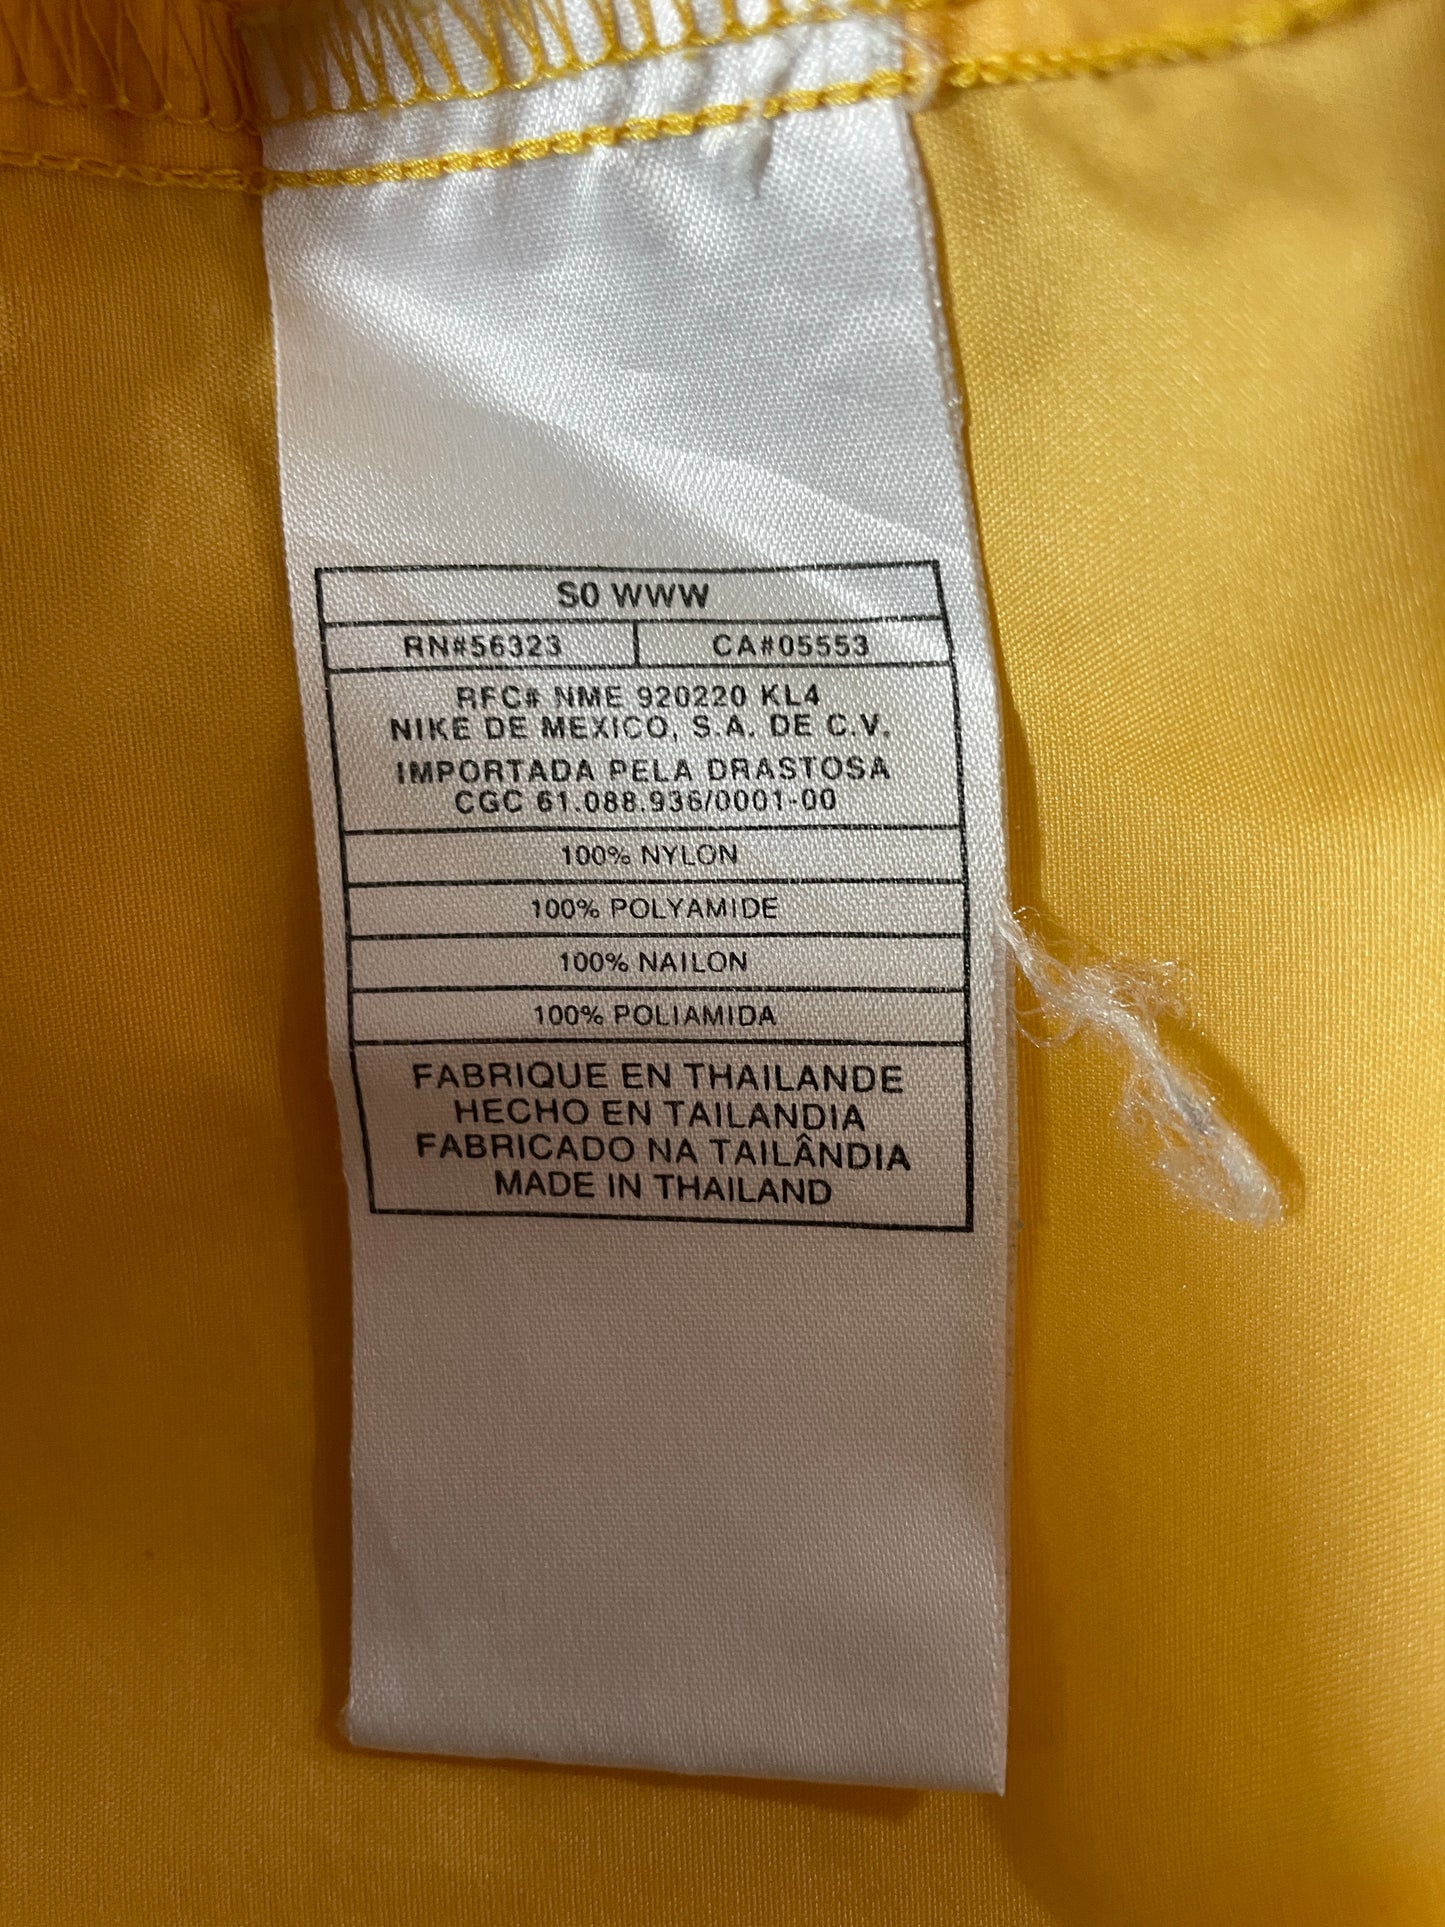 S0 WWW
RN#56323 CA#05553
RFC# NME 920220 KL4
NIKE DE MEXICO, S.A. DE C.V.
IMPORTADA PELA DRASTOSA
CGC 61.088.936/0001-00
100% NYLON
100% POLYAMIDE
100% NAILON
100% POLIAMIDA
FABRIQUE EN THAILANDE
HECHO EN TAILANDIA
FABRICADO NA TAILÂNDIA
MADE IN THAILAND